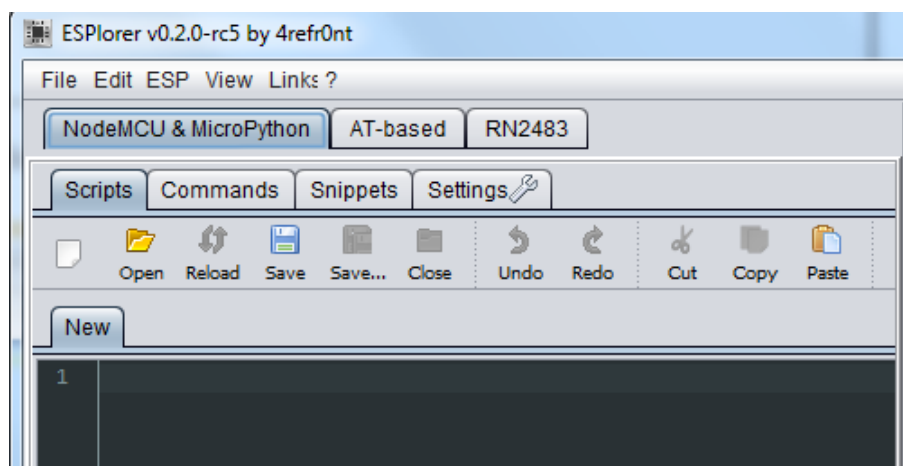 ESPlorer v0.2.0-rc5 by 4refr0nt
File Edit ESP View Links ?
NodeMCU & MicroPython AT-based RN2483
Scripts Commands Snippets Settings
Open Reload Save Save... Close Undo Redo Cut Copy Paste
New
1